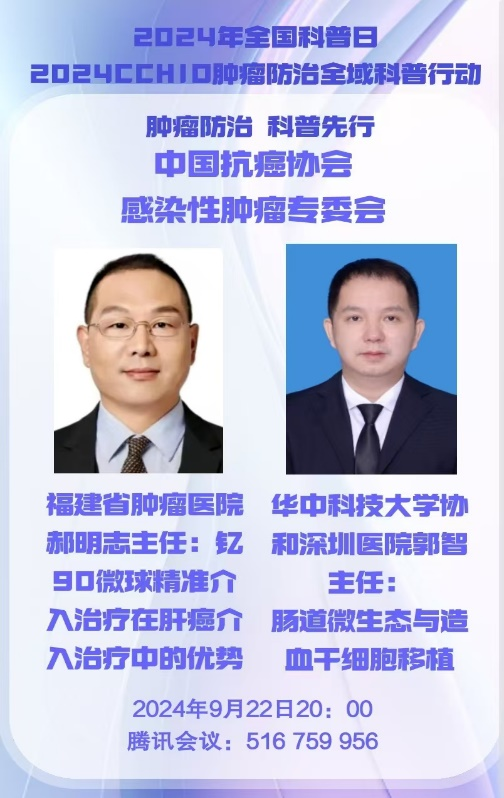 2024年全国科普日
2024CCHIO肿瘤防治全域科普行动
肿瘤防治 科普先行
中国抗癌协会
感染性肿瘤专委会
福建省肿瘤医院
郝明志主任：钇
90微球精准介
入治疗在肝癌介
入治疗中的优势
华中科技大学协
和深圳医院郭智
主任：
肠道微生态与造
血干细胞移植
2024年9月22日20：00
腾讯会议：516 759 956